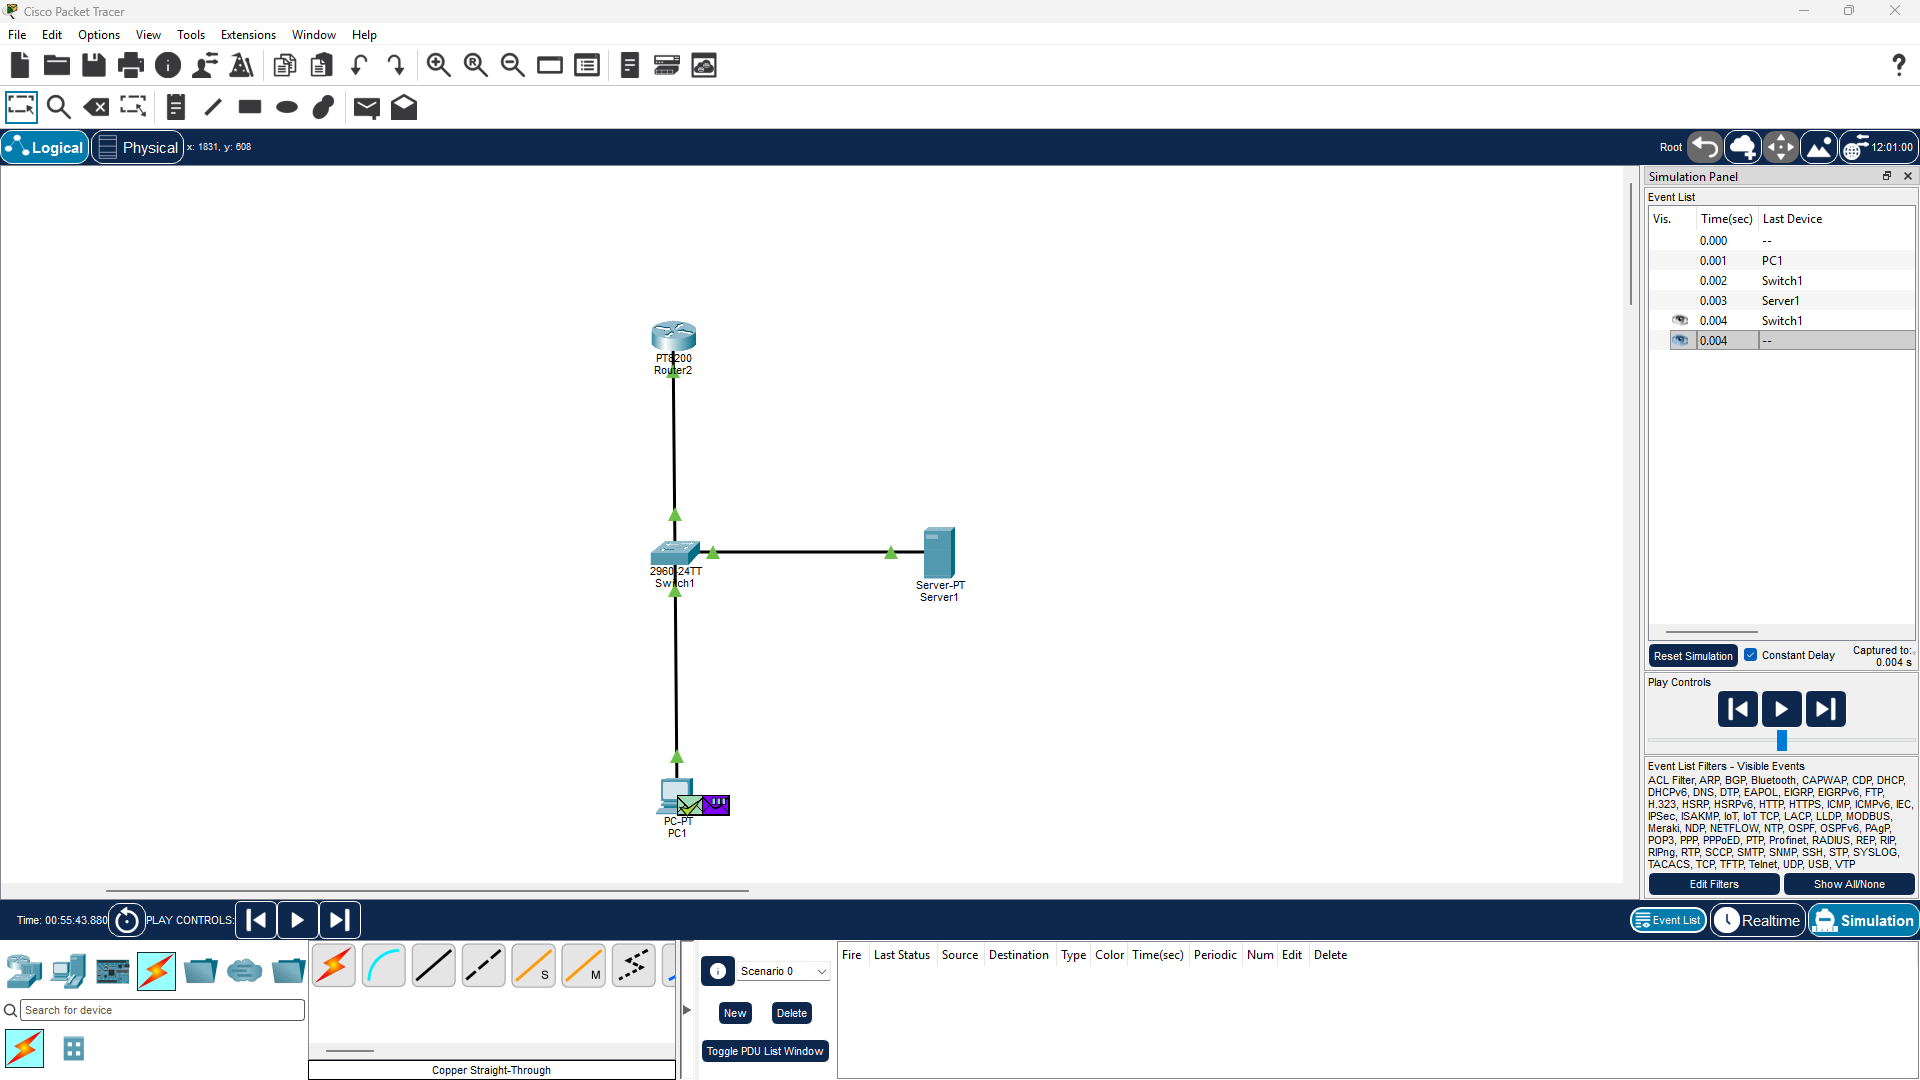 Cisco Packet Tracer
File Edit Options View Tools Extensions Window Help
Logical Physical x: 1831, y: 608 Root 12:01:00
Simulation Panel
Event List
Vis. Time(sec) Last Device
0.000 --
0.001 PC1
0.002 Switch1
0.003 Server1
0.004 Switch1
0.004 --
PT8200
Router2
2960-24TT
Switch1
Server-PT
Server1
PC-PT
PC1
Reset Simulation Constant Delay Captured to:
0.004 s
Play Controls
Event List Filters - Visible Events
ACL Filter, ARP, BGP, Bluetooth, CAPWAP, CDP, DHCP,
DHCPv6, DNS, DTP, EAPOL, EIGRP, EIGRPv6, FTP,
H.323, HSRP, HSRPv6, HTTP, HTTPS, ICMP, ICMPv6, IEC,
IPSec, ISAKMP, IoT, IoT TCP, LACP, LLDP, MODBUS,
Meraki, NDP, NETFLOW, NTP, OSPF, OSPFv6, PAgP,
POP3, PPP, PPPoED, PTP, Profinet, RADIUS, REP, RIP,
RIPng, RTP, SCCP, SMTP, SNMP, SSH, STP, SYSLOG,
TACACS, TCP, TFTP, Telnet, UDP, USB, VTP
Edit Filters Show All/None
Time: 00:55:43.880 PLAY CONTROLS: Event List Realtime Simulation
S M
Search for device
Copper Straight-Through
Scenario 0
New Delete
Toggle PDU List Window
Fire Last Status Source Destination Type Color Time(sec) Periodic Num Edit Delete